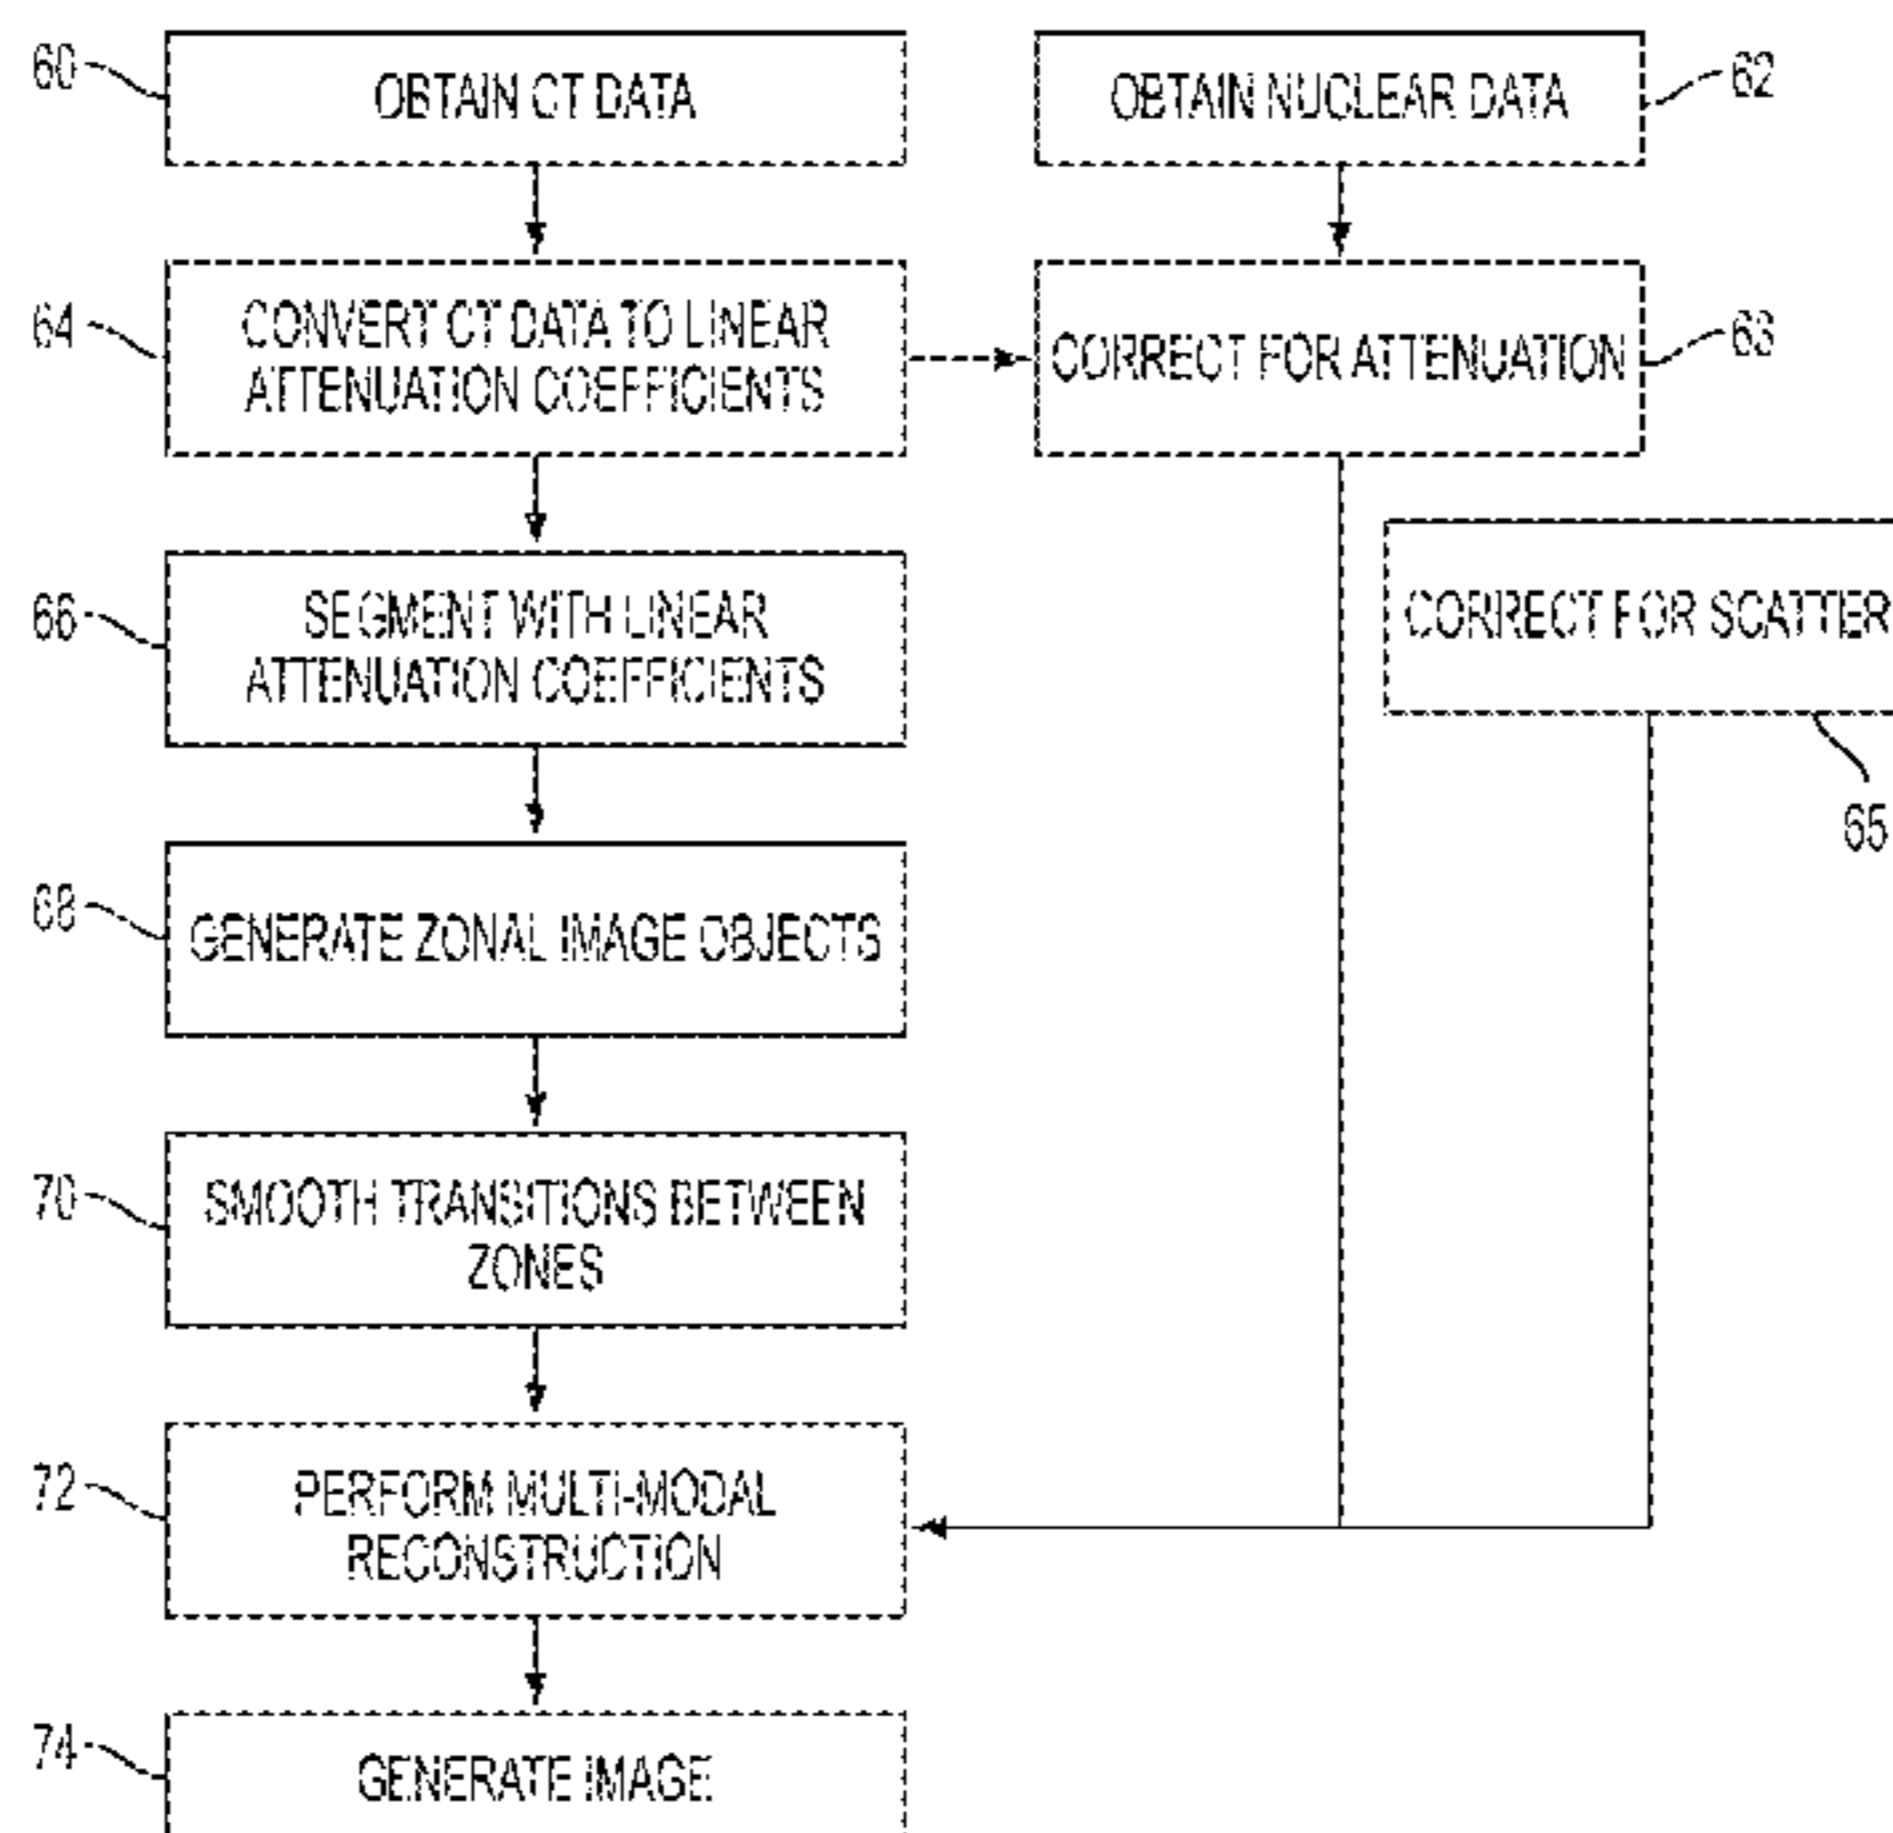 60
OBTAIN CT DATA
OBTAIN NUCLEAR DATA
62
64
CONVERT CT DATA TO LINEAR
ATTENUATION COEFFICIENTS
CORRECT FOR ATTENUATION
63
66
SEGMENT WITH LINEAR
ATTENUATION COEFFICIENTS
CORRECT FOR SCATTER
65
68
GENERATE ZONAL IMAGE OBJECTS
70
SMOOTH TRANSITIONS BETWEEN
ZONES
72
PERFORM MULTI-MODAL
RECONSTRUCTION
74
GENERATE IMAGE